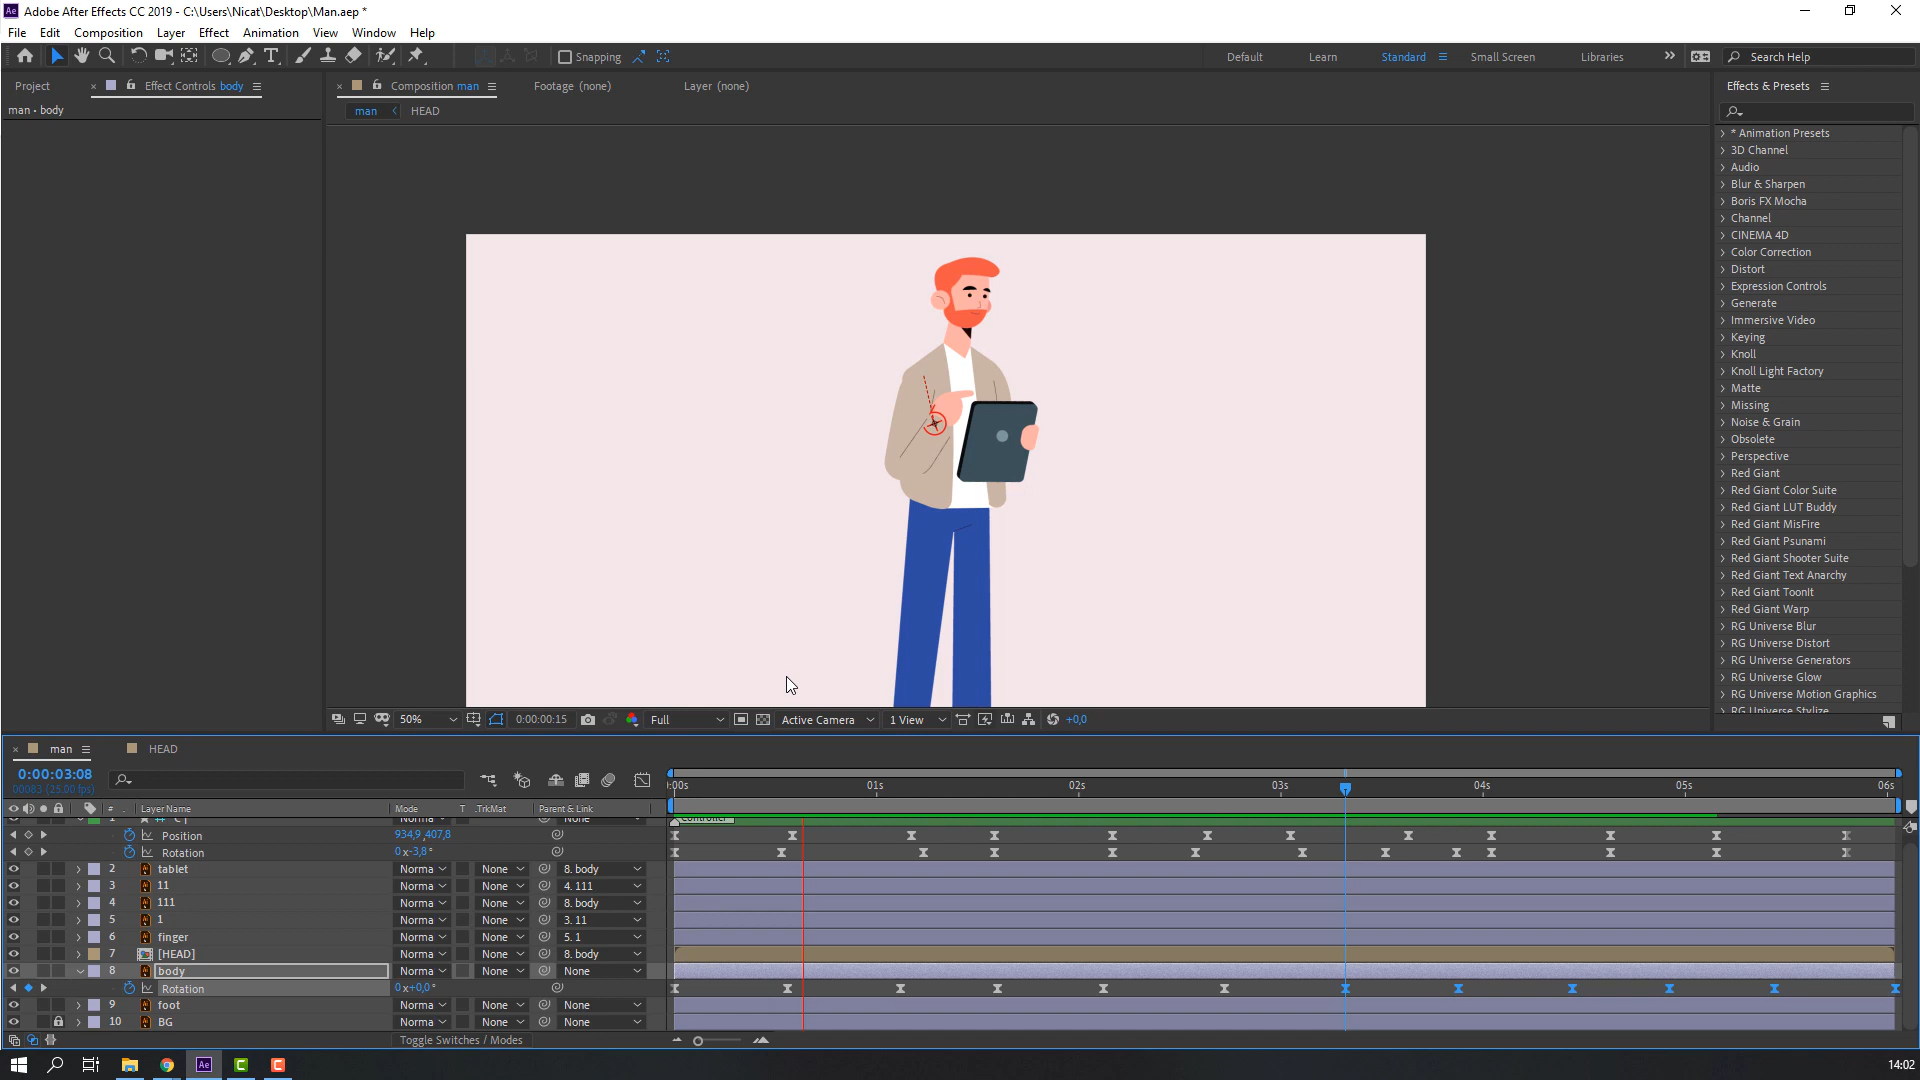 Adobe After Effects CC 2019 - C:\Users\Nicat\Desktop\Man.aep *
File Edit Composition Layer Effect Animation View Window Help
Snapping Default Learn Standard Small Screen Libraries Search Help
Project Effect Controls body Composition man Footage (none) Layer (none) Effects & Presets
man • body
man HEAD
* Animation Presets
3D Channel
Audio
Blur & Sharpen
Boris FX Mocha
Channel
CINEMA 4D
Color Correction
Distort
Expression Controls
Generate
Immersive Video
Keying
Knoll
Knoll Light Factory
Matte
Missing
Noise & Grain
Obsolete
Perspective
Red Giant
Red Giant Color Suite
Red Giant LUT Buddy
Red Giant MisFire
Red Giant Psunami
Red Giant Shooter Suite
Red Giant Text Anarchy
Red Giant ToonIt
Red Giant Warp
RG Universe Blur
RG Universe Distort
RG Universe Generators
RG Universe Glow
RG Universe Motion Graphics
RG Universe Stylize
50% 0:00:00:15 Full Active Camera 1 View +0,0
man HEAD
0:00:03:08
00083 (25.00 fps)
:00s 01s 02s 03s 04s 05s 06s
# Layer Name Mode T .TrkMat Parent & Link
Controller
Position 934,9,407,8
Rotation 0x-3,8°
2 tablet Norma None 8. body
3 11 Norma None 4. 111
4 111 Norma None 8. body
5 1 Norma None 3. 11
6 finger Norma None 5. 1
7 [HEAD] Norma None 8. body
8 body Norma None None
Rotation 0x+0,0°
9 foot Norma None None
10 BG Norma None None
Toggle Switches / Modes
14:02